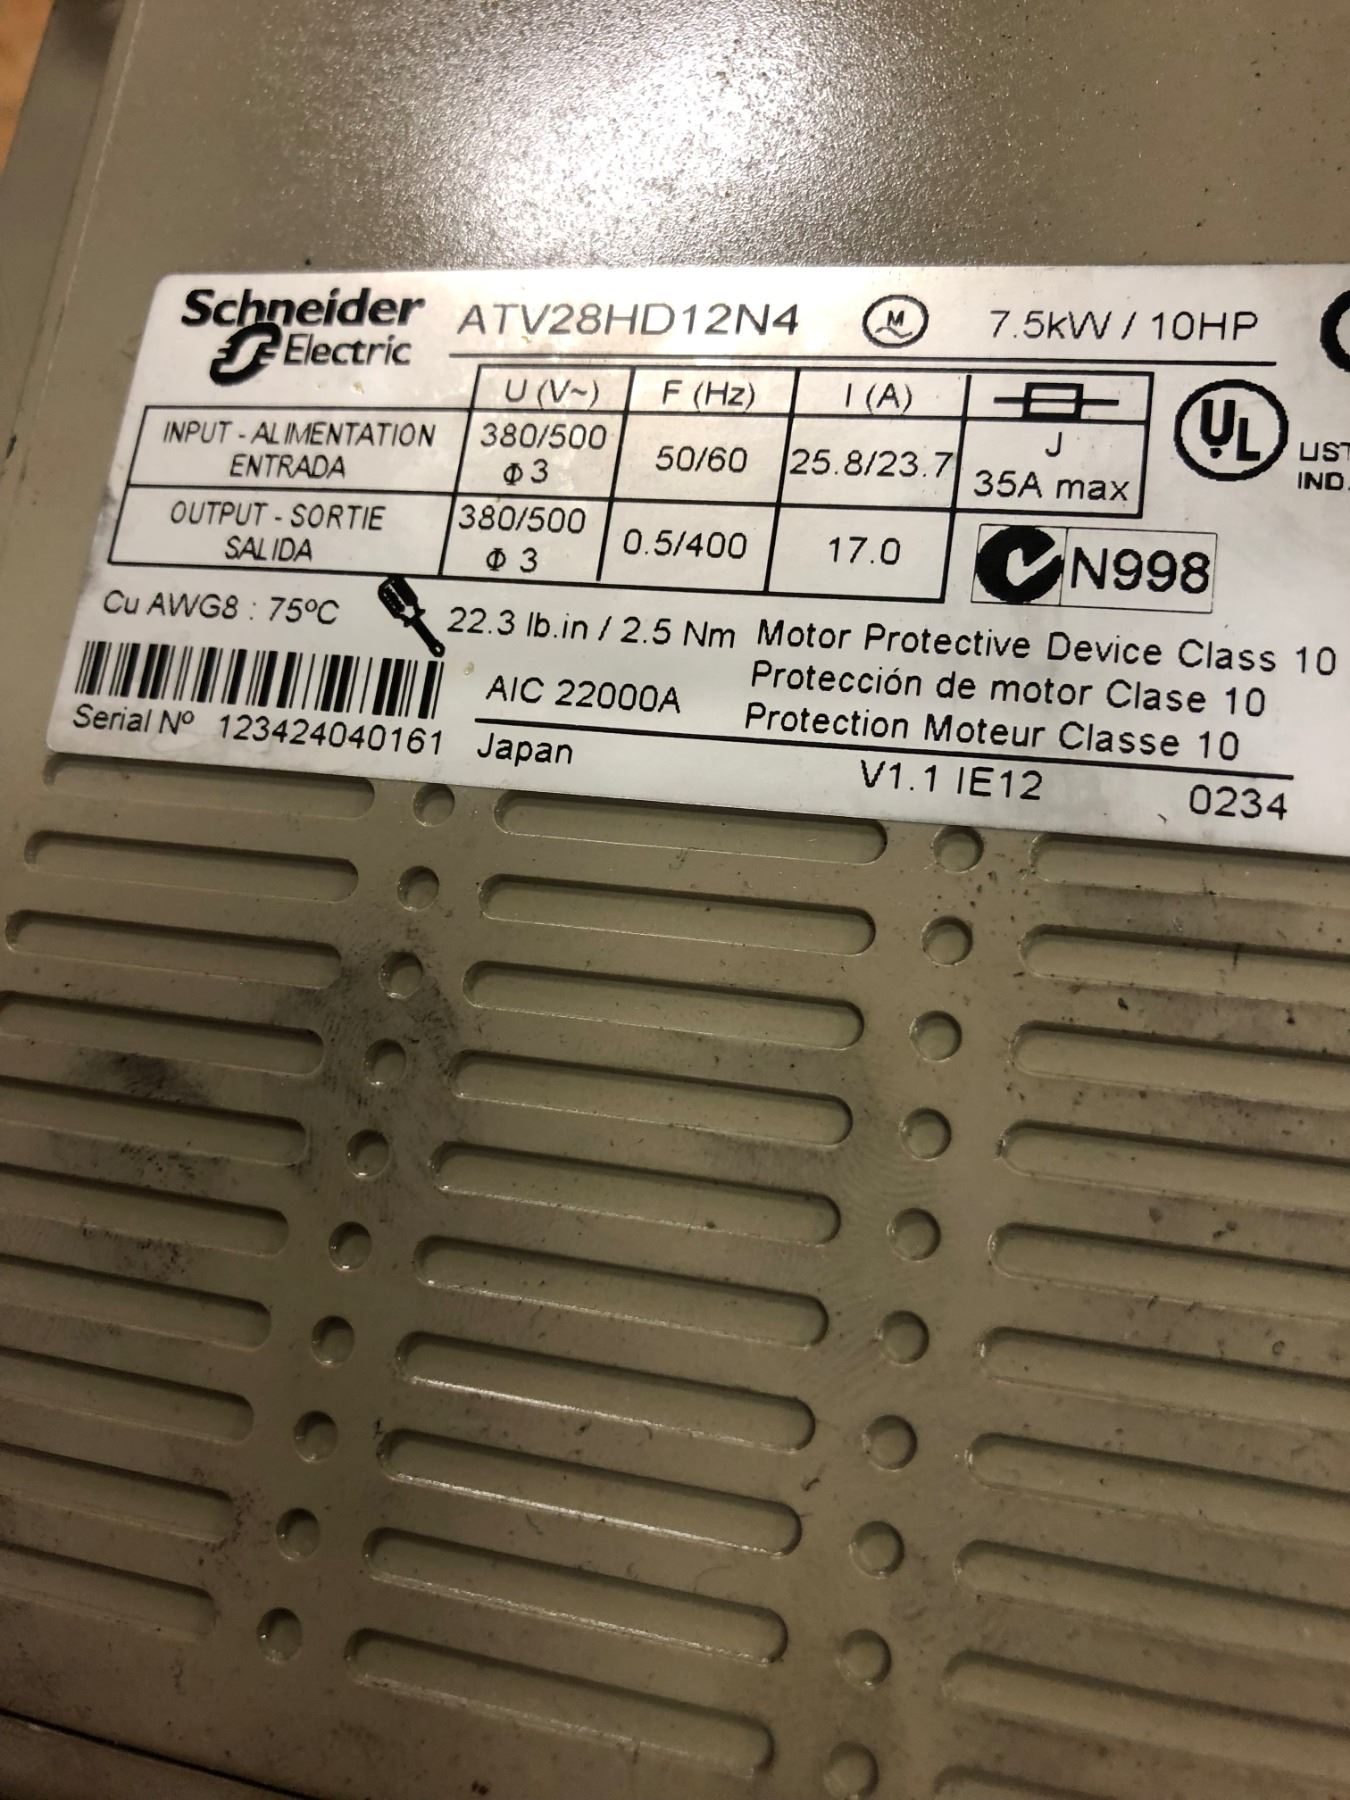 Schneider
Electric
ATV28HD12N4
M
7.5kW / 10HP
U (V~)
F (Hz)
I (A)
INPUT - ALIMENTATION
ENTRADA
380/500
Φ 3
50/60
25.8/23.7
J
35A max
OUTPUT - SORTIE
SALIDA
380/500
Φ 3
0.5/400
17.0
UL
IND.
N998
Cu AWG8 : 75°C
22.3 lb.in / 2.5 Nm
Motor Protective Device Class 10
Protección de motor Clase 10
Protection Moteur Classe 10
AIC 22000A
Serial Nº 123424040161
Japan
V1.1 IE12
0234